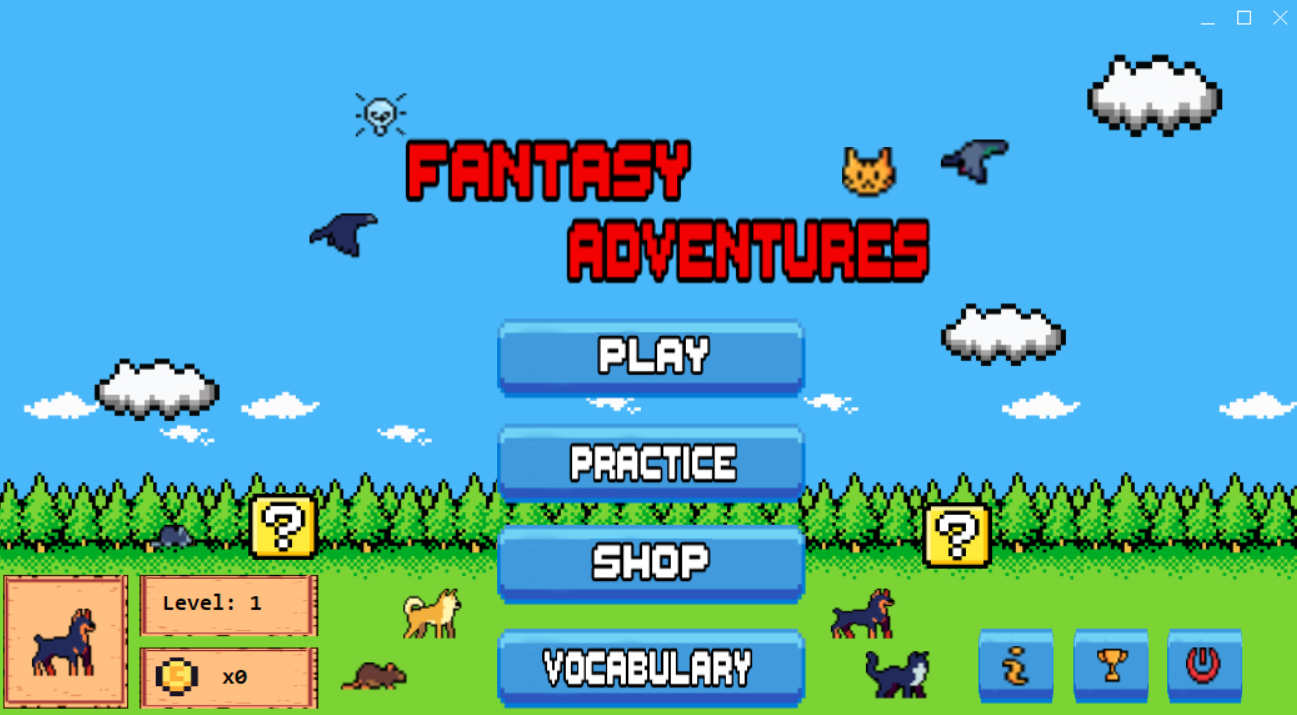 FANTASY
ADVENTURES
PLAY
PRACTICE
?
?
SHOP
Level: 1
x0
VOCABULARY
i